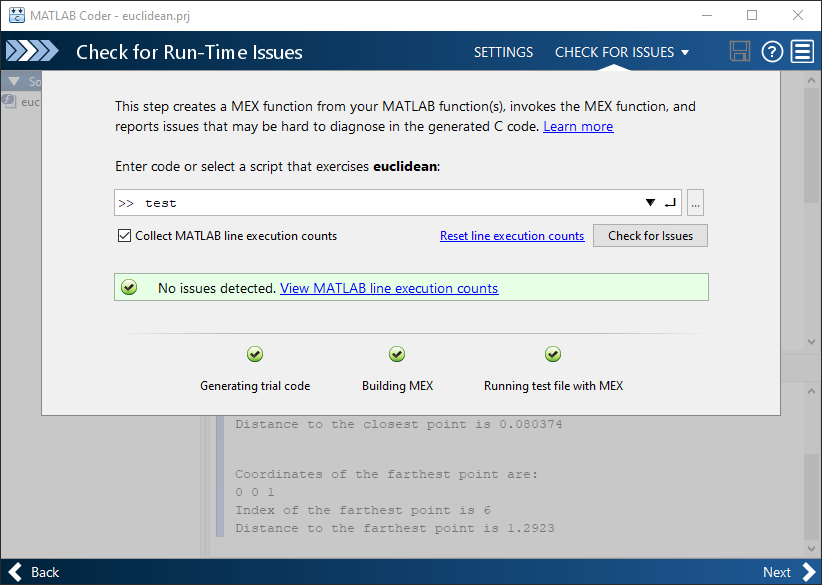 MATLAB Coder - euclidean.prj
Check for Run-Time Issues
SETTINGS
CHECK FOR ISSUES
So
eucl
This step creates a MEX function from your MATLAB function(s), invokes the MEX function, and
reports issues that may be hard to diagnose in the generated C code. Learn more
Enter code or select a script that exercises euclidean:
>> test
...
Collect MATLAB line execution counts
Reset line execution counts
Check for Issues
No issues detected. View MATLAB line execution counts
Generating trial code
Building MEX
Running test file with MEX
Distance to the closest point is 0.080374
Coordinates of the farthest point are:
0 0 1
Index of the farthest point is 6
Distance to the farthest point is 1.2923
Back
Next